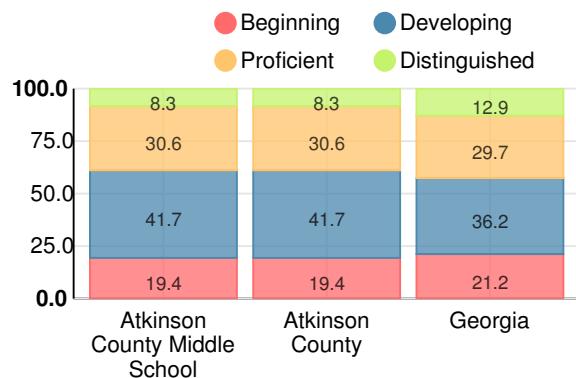 Beginning
Developing
Proficient
Distinguished
100.0
75.0
50.0
25.0
0.0
8.3
8.3
12.9
30.6
30.6
29.7
41.7
41.7
36.2
19.4
19.4
21.2
Atkinson
County Middle
School
Atkinson
County
Georgia